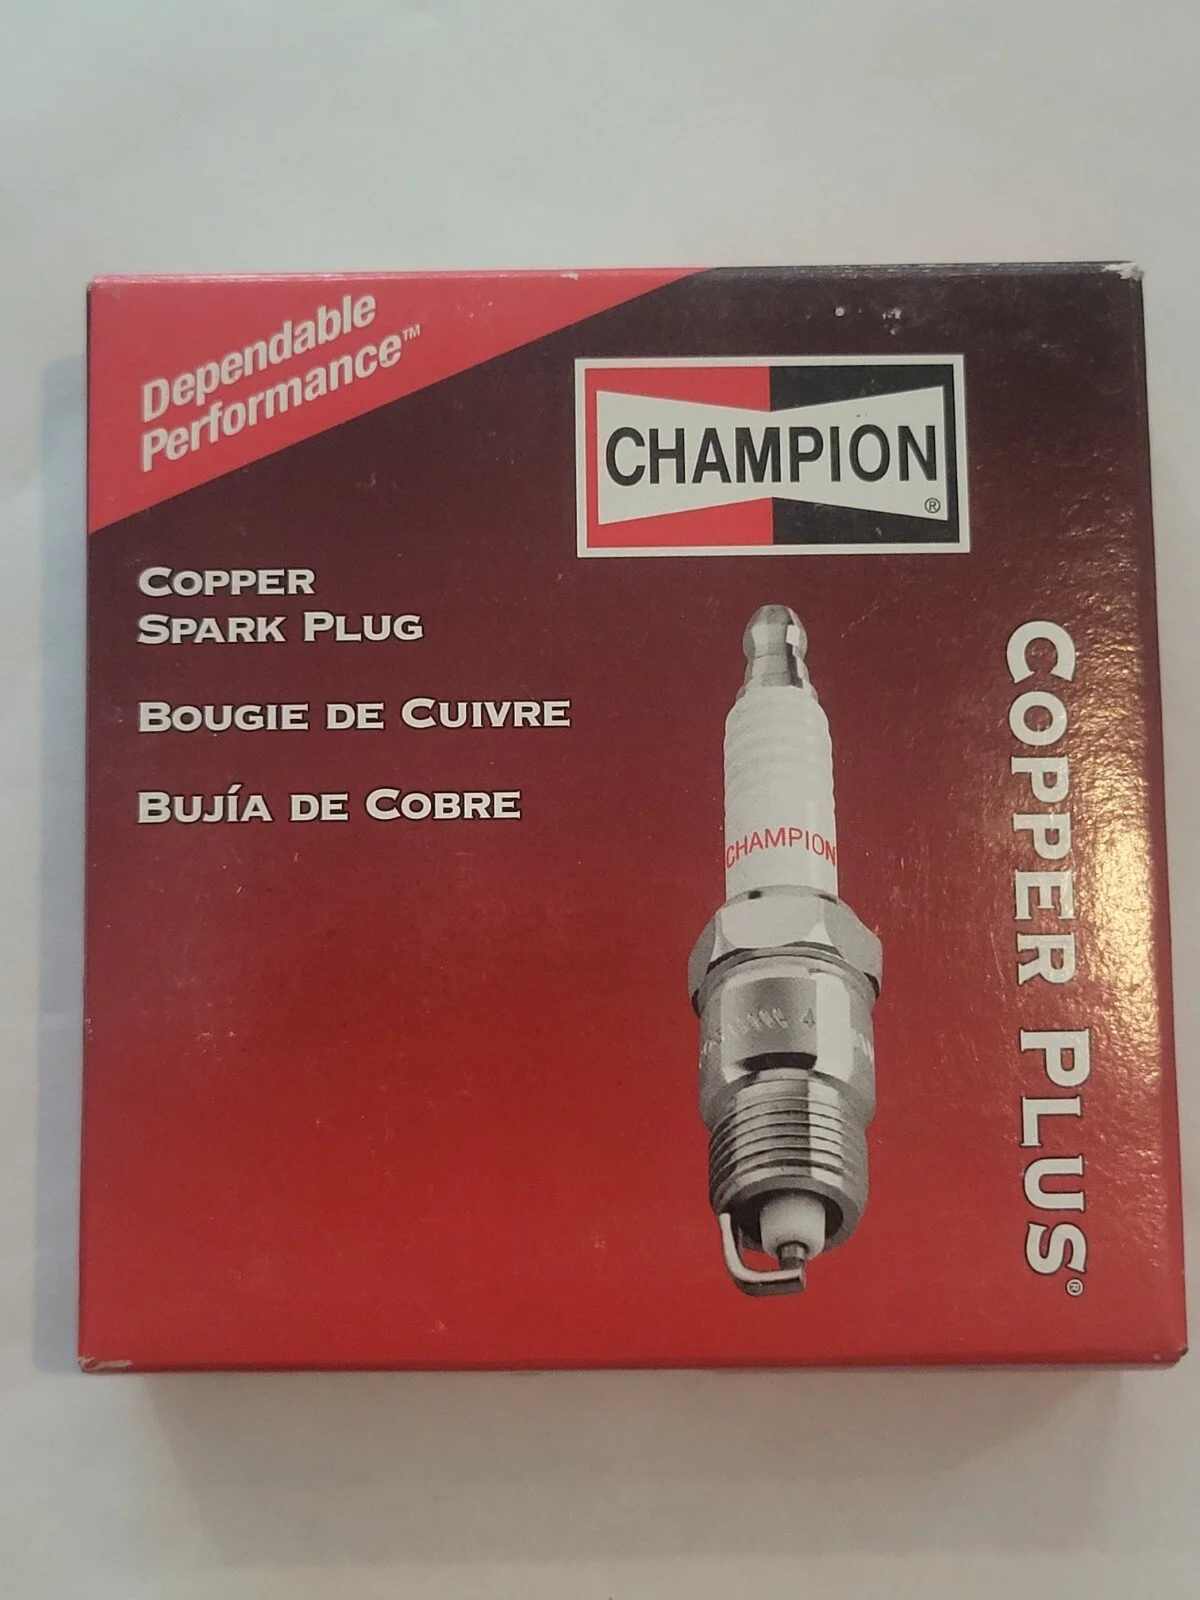 Dependable
Performance™
CHAMPION®
COPPER
SPARK PLUG
BOUGIE DE CUIVRE
BUJÍA DE COBRE
CHAMPION
COPPER PLUS®